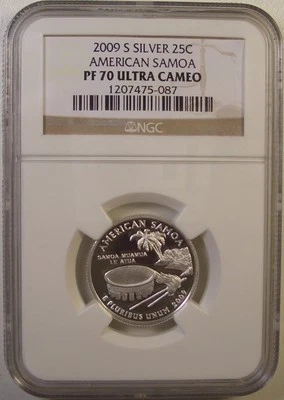 2009 S SILVER 25C
AMERICAN SAMOA
PF 70 ULTRA CAMEO
1207475-087
NGC
AMERICAN SAMOA
SAMOA MUAMUA
LE ATUA
E PLURIBUS UNUM 2009